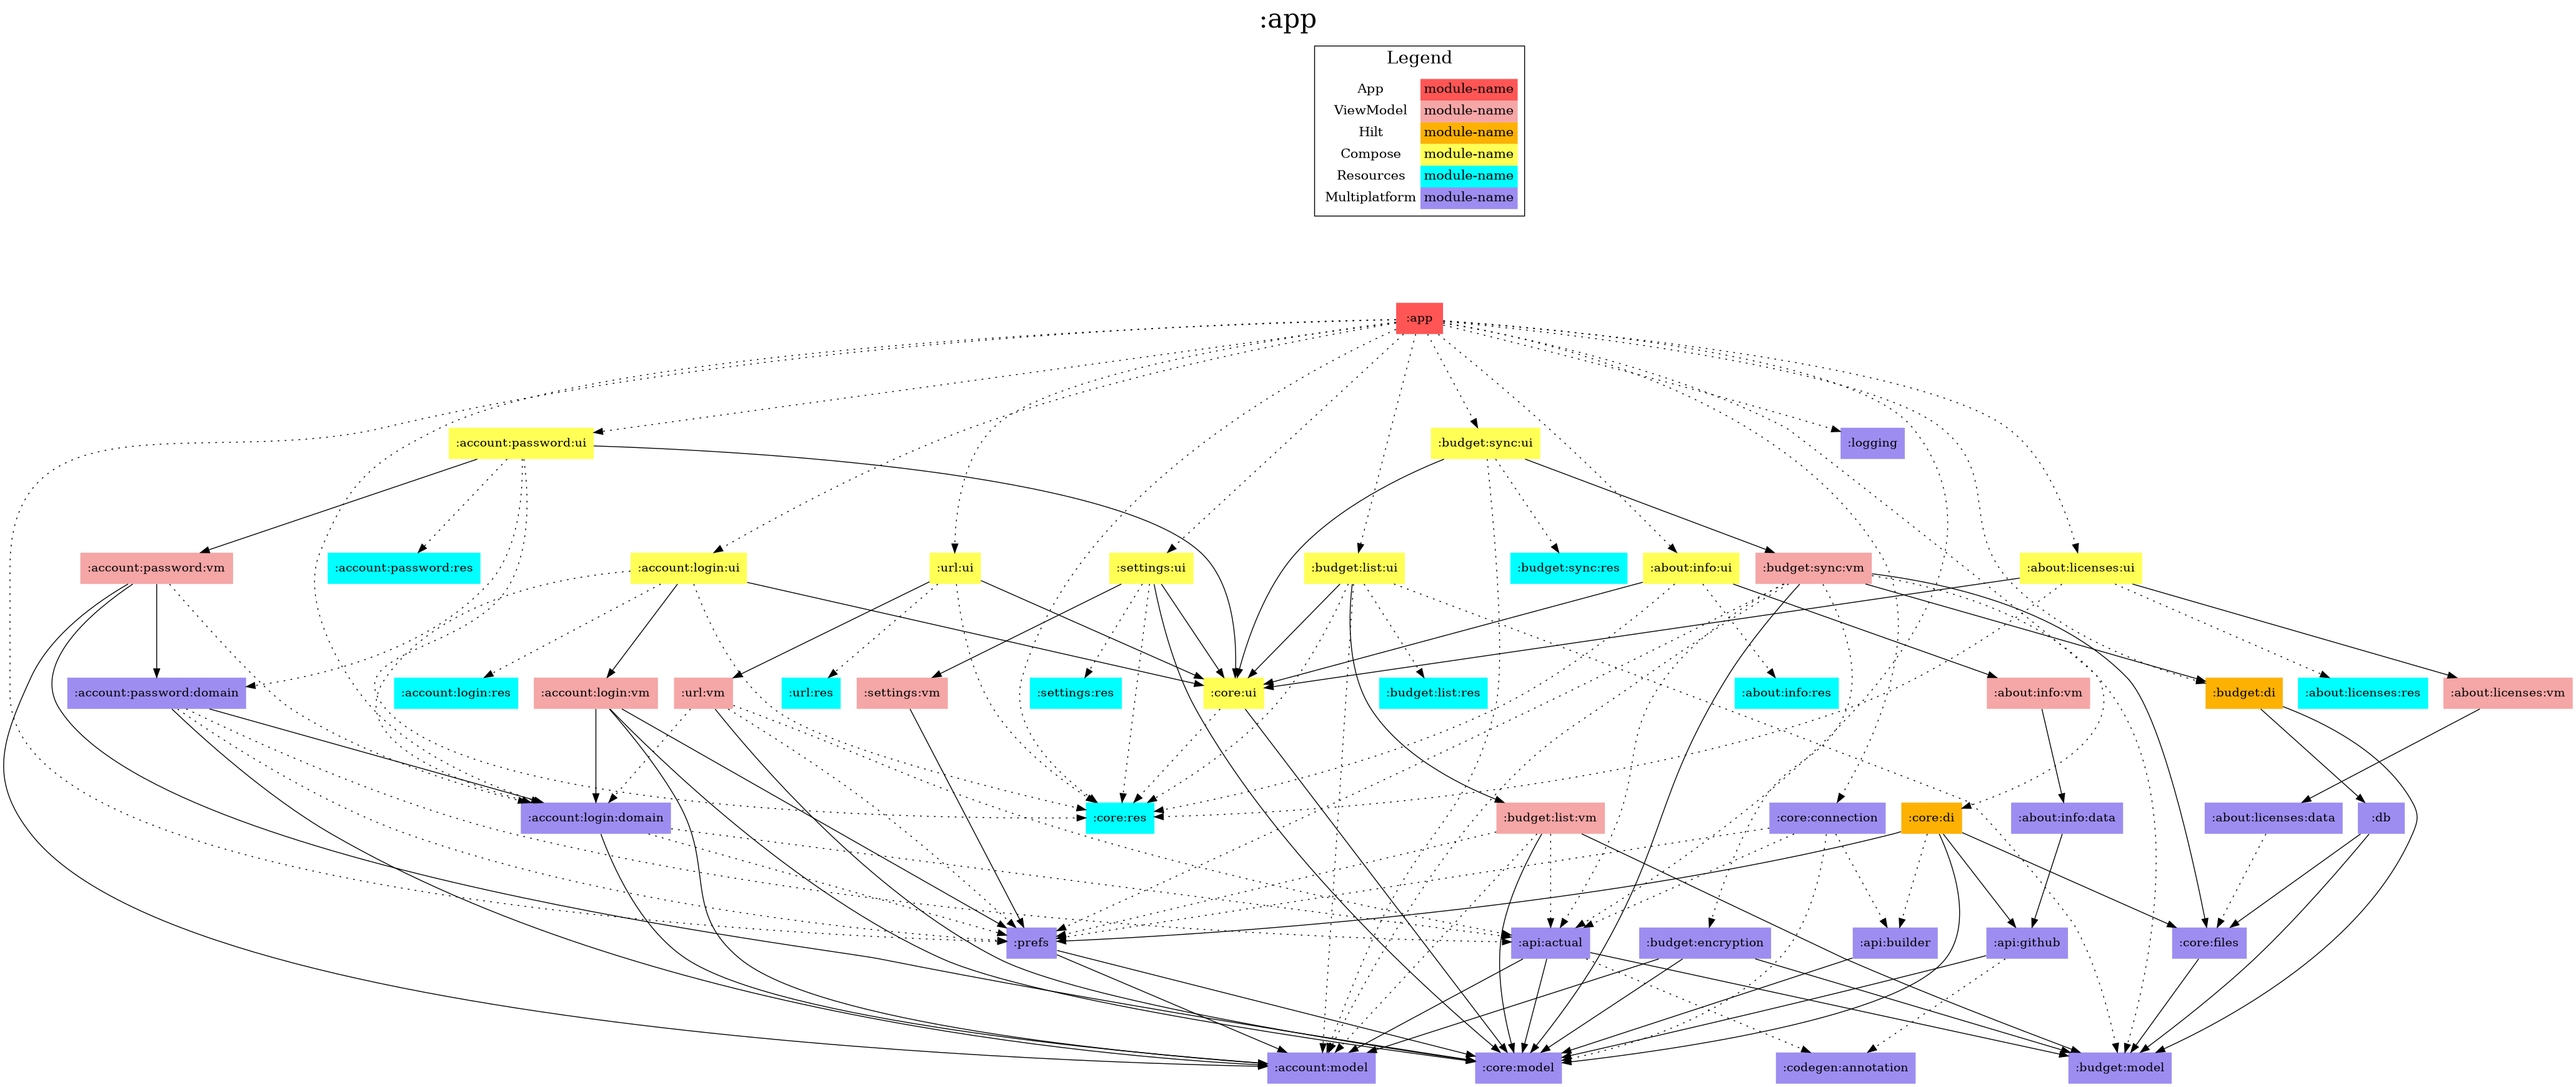 :app
Legend
App module-name
ViewModel module-name
Hilt module-name
Compose module-name
Resources module-name
Multiplatform module-name
:app
:account:password:ui :budget:sync:ui :logging
:account:password:vm :account:password:res :account:login:ui :url:ui :settings:ui :budget:list:ui :budget:sync:res :about:info:ui :budget:sync:vm :about:licenses:ui
:account:password:domain :account:login:res :account:login:vm :url:vm :url:res :settings:vm :settings:res :core:ui :budget:list:res :about:info:res :about:info:vm :budget:di :about:licenses:res :about:licenses:vm
:account:login:domain :core:res :budget:list:vm :core:connection :core:di :about:info:data :about:licenses:data :db
:prefs :api:actual :budget:encryption :api:builder :api:github :core:files
:account:model :core:model :codegen:annotation :budget:model